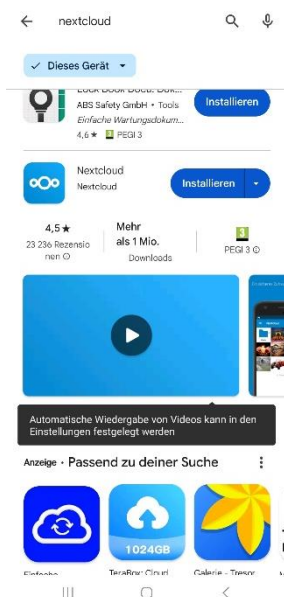 nextcloud
Dieses Gerät
ABS Safety GmbH • Tools
Einfache Wartungsdokum...
4,6 ★ 3 PEGI 3
Installieren
Nextcloud
Nextcloud
Installieren
4,5 ★
23 236 Rezensio
nen
Mehr
als 1 Mio.
Downloads
3
PEGI 3
Automatische Wiedergabe von Videos kann in den
Einstellungen festgelegt werden
Anzeige • Passend zu deiner Suche
1024GB
Einfache
TeraBox: Cloud
Galerie - Tresor